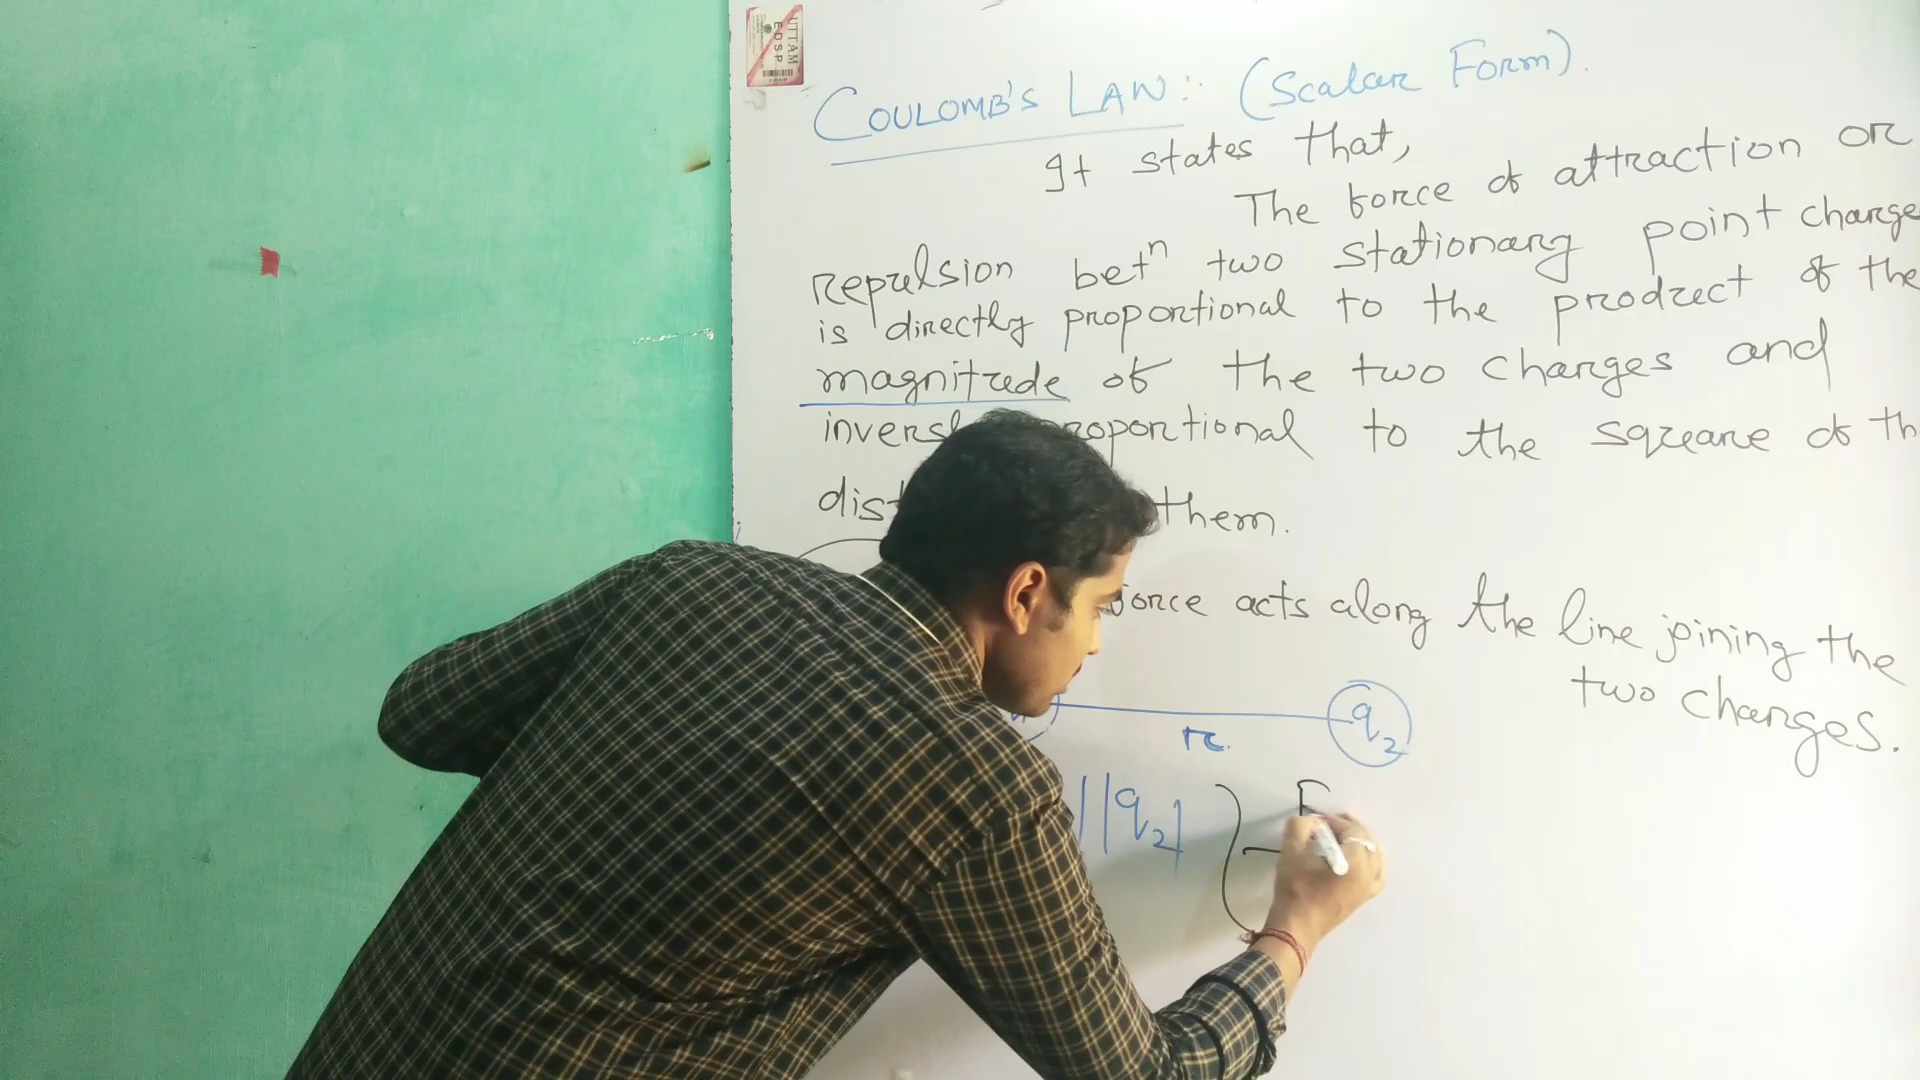 UTTAM
EDSP
COULOMB'S LAW: (Scalar Form).
It states that,
The force of attraction or
repulsion betⁿ two stationary point charge
is directly proportional to the product of the
magnitude of the two charges and
proportional to the square of th
dist them.
force acts along the line joining the
two charges.
q₂
r
||q₂|
F